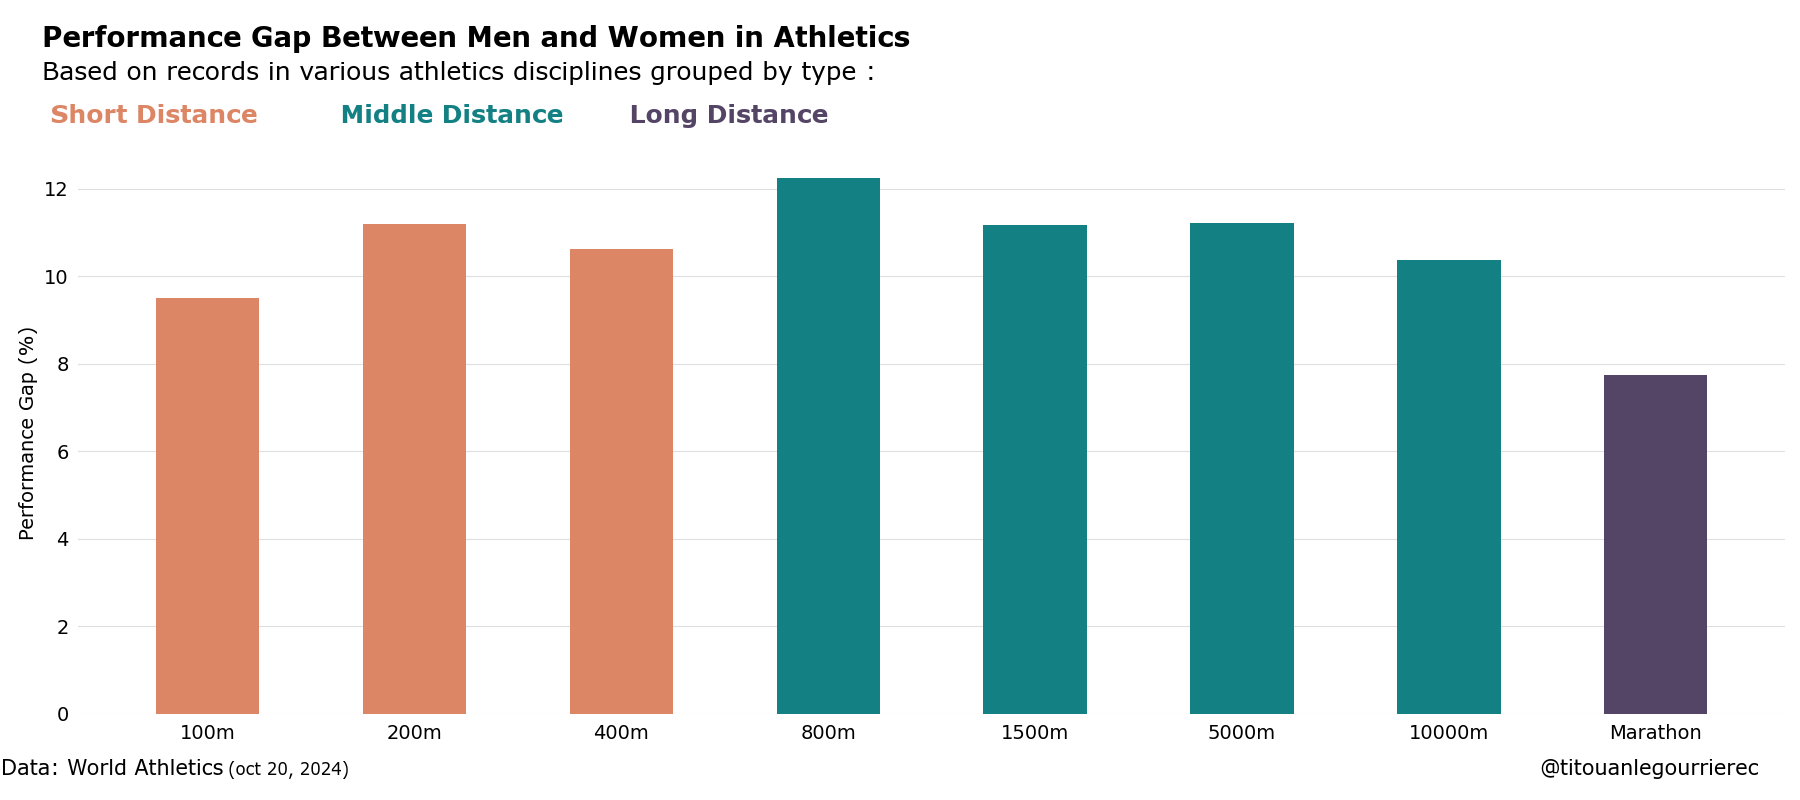 Performance Gap Between Men and Women in Athletics
Based on records in various athletics disciplines grouped by type :
Short Distance Middle Distance Long Distance
Performance Gap (%)
12
10
8
6
4
2
0
100m 200m 400m 800m 1500m 5000m 10000m Marathon
Data: World Athletics (oct 20, 2024) @titouanlegourrierec